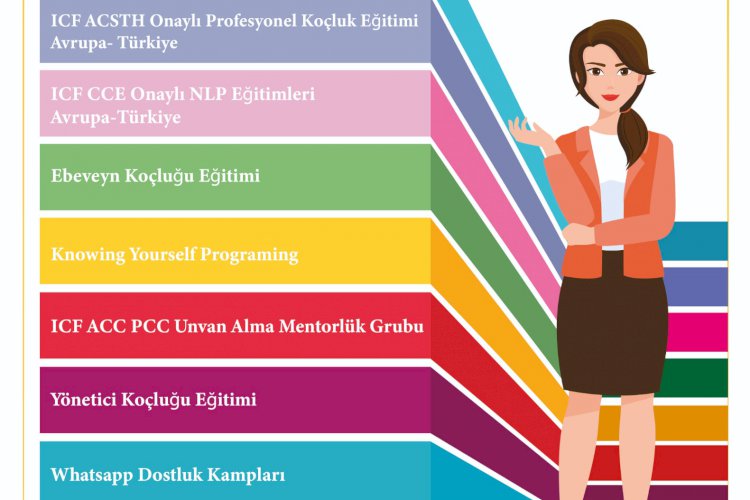 ICF ACSTH Onaylı Profesyonel Koçluk Eğitimi
Avrupa- Türkiye
ICF CCE Onaylı NLP Eğitimleri
Avrupa-Türkiye
Ebeveyn Koçluğu Eğitimi
Knowing Yourself Programing
ICF ACC PCC Unvan Alma Mentorlük Grubu
Yönetici Koçluğu Eğitimi
Whatsapp Dostluk Kampları